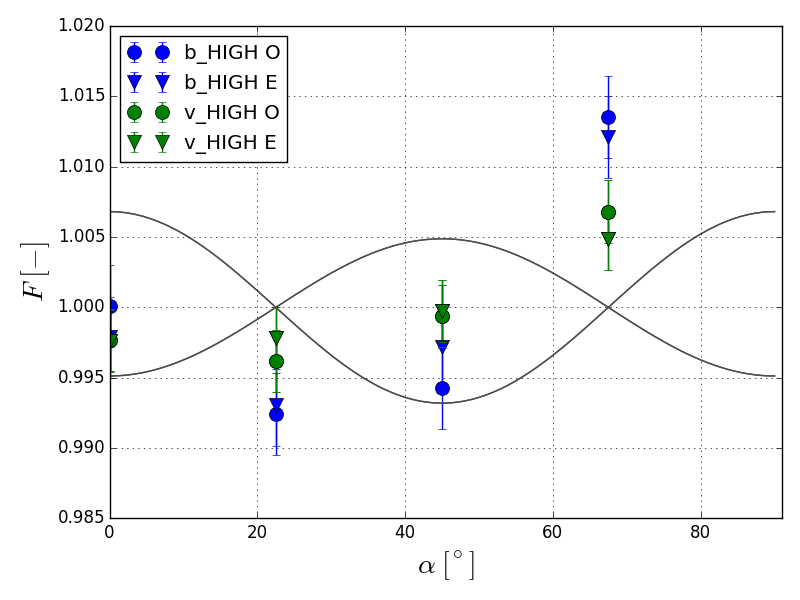 1.020
1.015
1.010
1.005
1.000
0.995
0.990
0.985
F [−]
b_HIGH O
b_HIGH E
v_HIGH O
v_HIGH E
0 20 40 60 80
α [°]